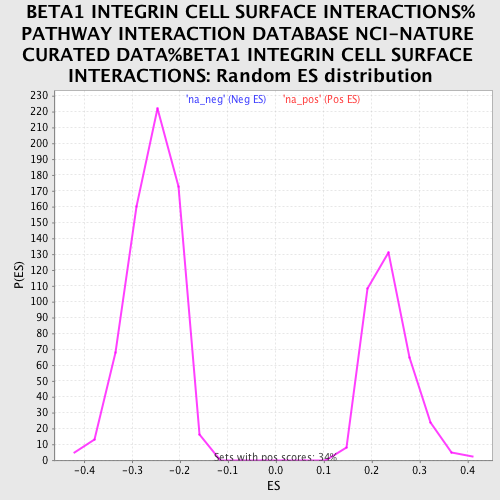 BETA1 INTEGRIN CELL SURFACE INTERACTIONS%
PATHWAY INTERACTION DATABASE NCI-NATURE
CURATED DATA%BETA1 INTEGRIN CELL SURFACE
INTERACTIONS: Random ES distribution
'na_neg' (Neg ES) 'na_pos' (Pos ES)
230
220
210
200
190
180
170
160
150
140
130
120
110
100
90
80
70
60
50
40
30
20
10
0
P(ES)
Sets with pos scores: 34%
-0.4 -0.3 -0.2 -0.1 0.0 0.1 0.2 0.3 0.4
ES